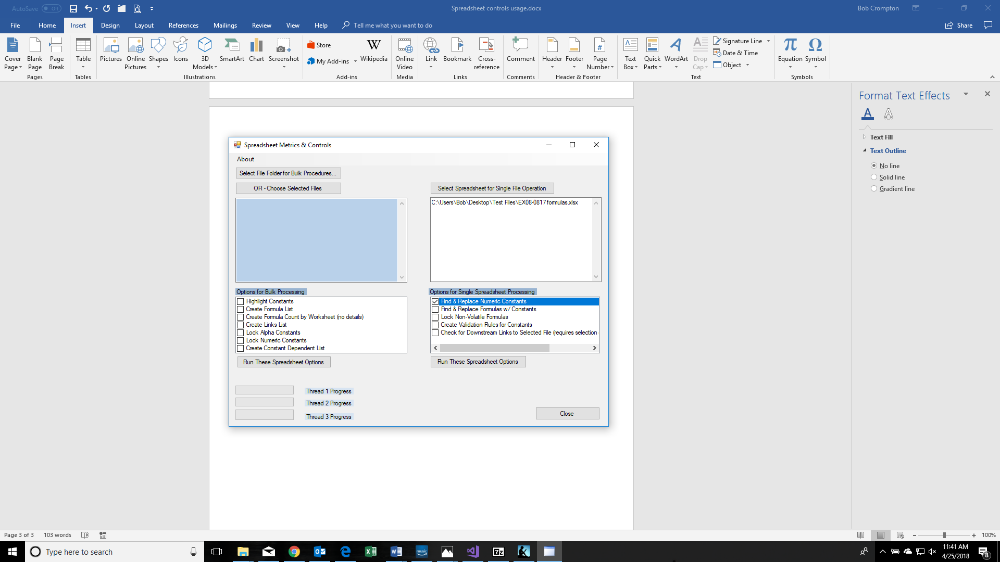 AutoSave Off
Spreadsheet controls usage.docx
Bob Crompton
File Home Insert Design Layout References Mailings Review View Help Tell me what you want to do
Share
Cover Page
Blank Page
Page Break
Pages
Table
Tables
Pictures
Online Pictures
Shapes
Icons
3D Models
SmartArt
Chart
Screenshot
Illustrations
Store
My Add-ins
W
Wikipedia
Add-ins
Online Video
Media
Link
Bookmark
Cross-reference
Links
Comment
Comments
Header
Footer
Page Number
Header & Footer
Text Box
Quick Parts
WordArt
Drop Cap
Signature Line
Date & Time
Object
Text
π
Equation
Ω
Symbol
Symbols
Format Text Effects
Text Fill
Text Outline
No line
Solid line
Gradient line
Spreadsheet Metrics & Controls
About
Select File Folder for Bulk Procedures...
OR - Choose Selected Files
Select Spreadsheet for Single File Operation
C:\Users\Bob\Desktop\Test Files\EX08-0817 formulas.xlsx
Options for Bulk Processing
Highlight Constants
Create Formula List
Create Formula Count by Worksheet (no details)
Create Links List
Lock Alpha Constants
Lock Numeric Constants
Create Constant Dependent List
Run These Spreadsheet Options
Options for Single Spreadsheet Processing
Find & Replace Numeric Constants
Find & Replace Formulas w/ Constants
Lock Non-Volatile Formulas
Create Validation Rules for Constants
Check for Downstream Links to Selected File (requires selection
Run These Spreadsheet Options
Thread 1 Progress
Thread 2 Progress
Thread 3 Progress
Close
Page 3 of 3
103 words
100%
Type here to search
music
7z
11:41 AM
4/25/2018
8